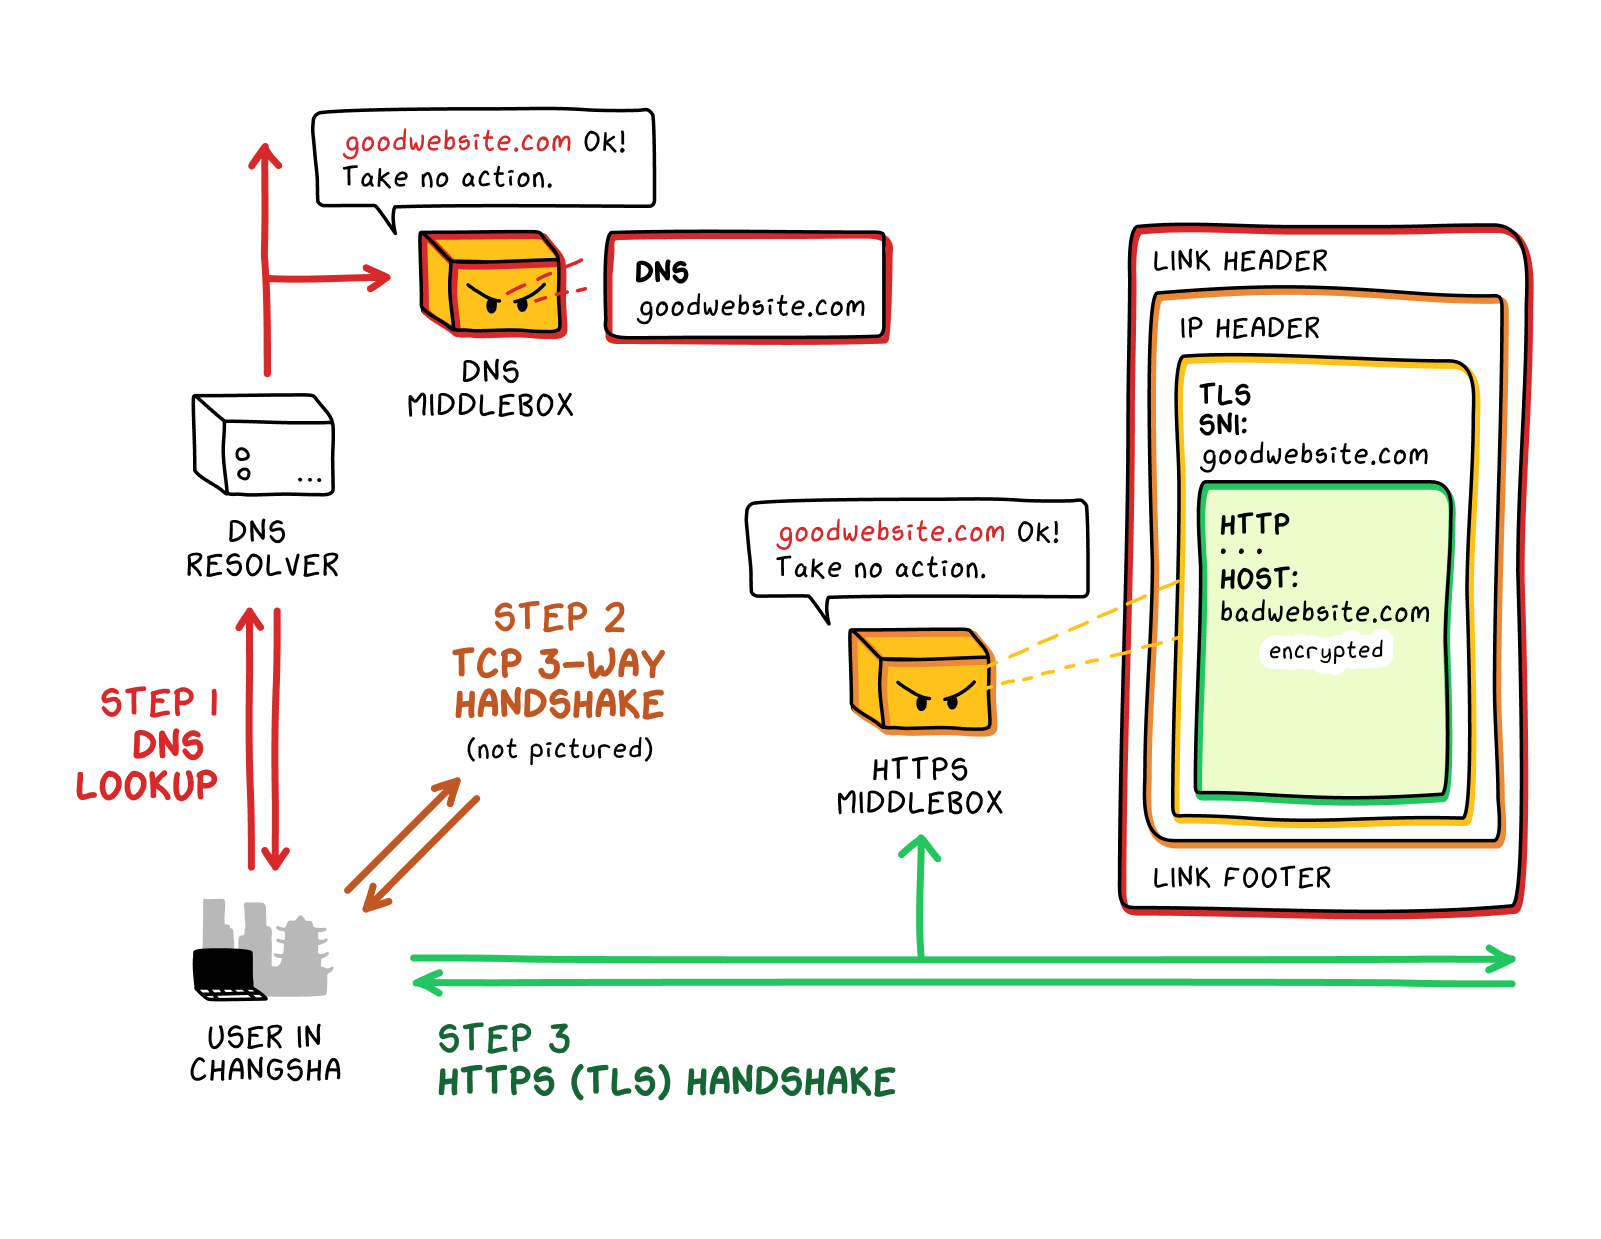 goodwebsite.com Ok!
Take no action.
DNS
goodwebsite.com
DNS
MIDDLEBOX
DNS
RESOLVER
STEP 1
DNS
LOOKUP
STEP 2
TCP 3-WAY
HANDSHAKE
(not pictured)
USER IN
CHANGSHA
goodwebsite.com Ok!
Take no action.
HTTPS
MIDDLEBOX
STEP 3
HTTPS (TLS) HANDSHAKE
LINK HEADER
IP HEADER
TLS
SNI:
goodwebsite.com
HTTP
...
HOST:
badwebsite.com
encrypted
LINK FOOTER